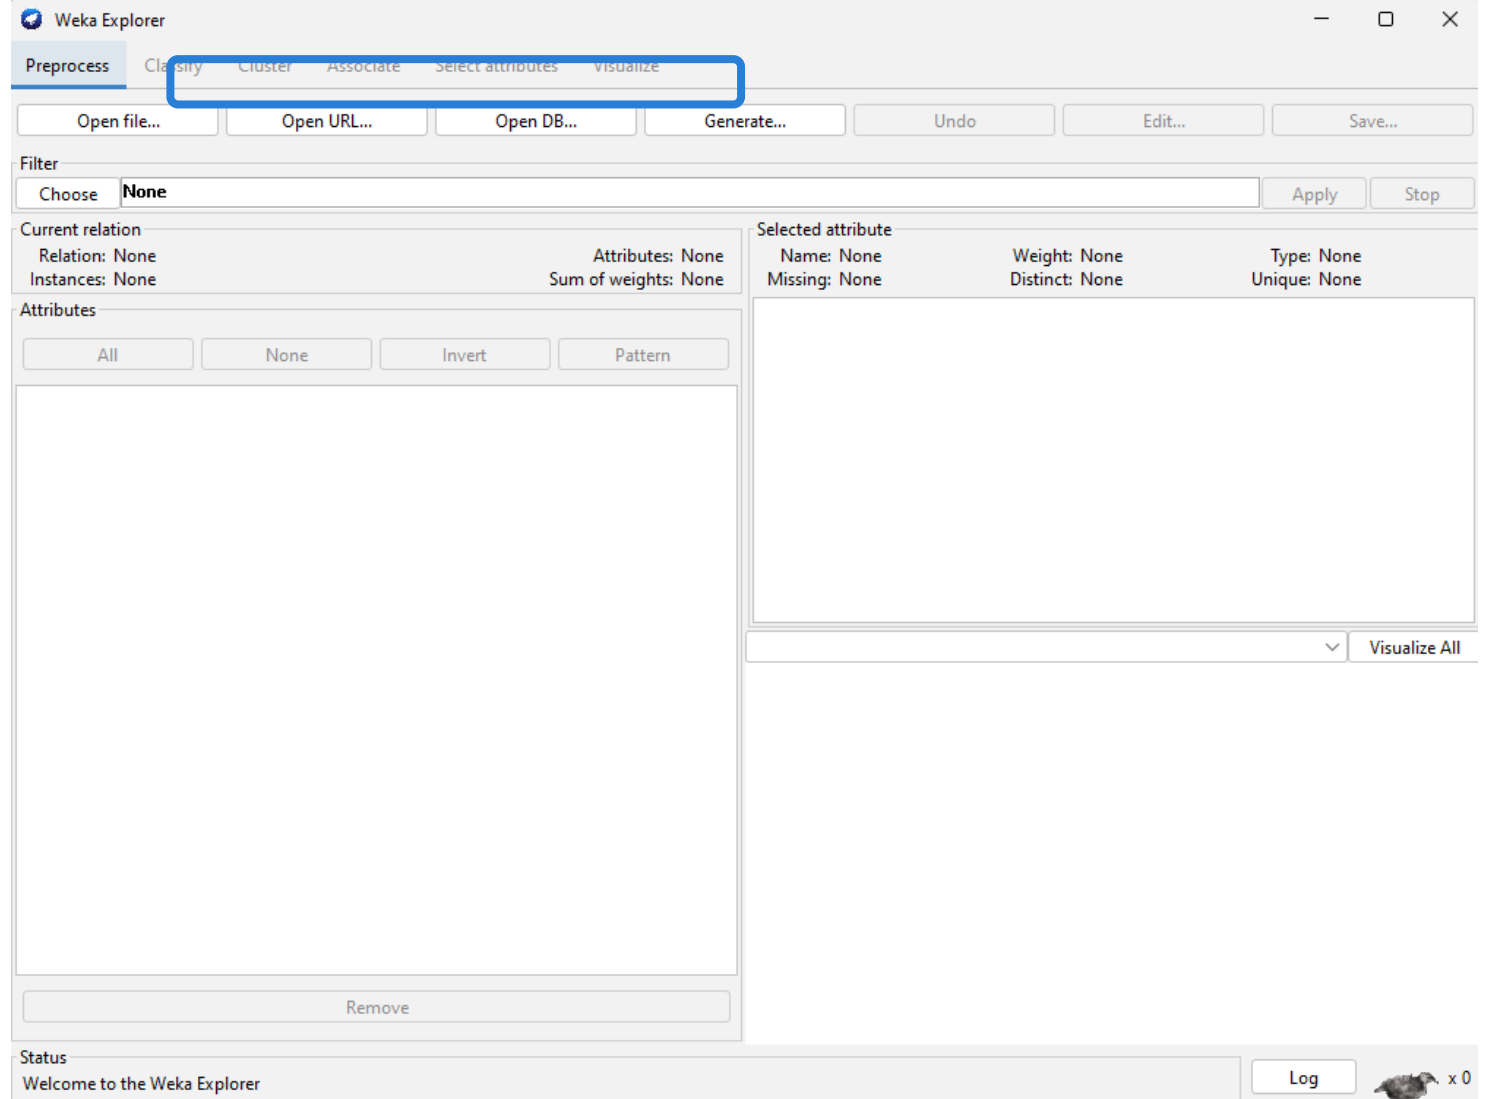 Weka Explorer
Preprocess Classify Cluster Associate Select attributes Visualize
Open file... Open URL... Open DB... Generate... Undo Edit... Save...
Filter
Choose None Apply Stop
Current relation
Relation: None Attributes: None
Instances: None Sum of weights: None
Selected attribute
Name: None Weight: None Type: None
Missing: None Distinct: None Unique: None
Attributes
All None Invert Pattern
Visualize All
Remove
Status
Welcome to the Weka Explorer
Log x 0